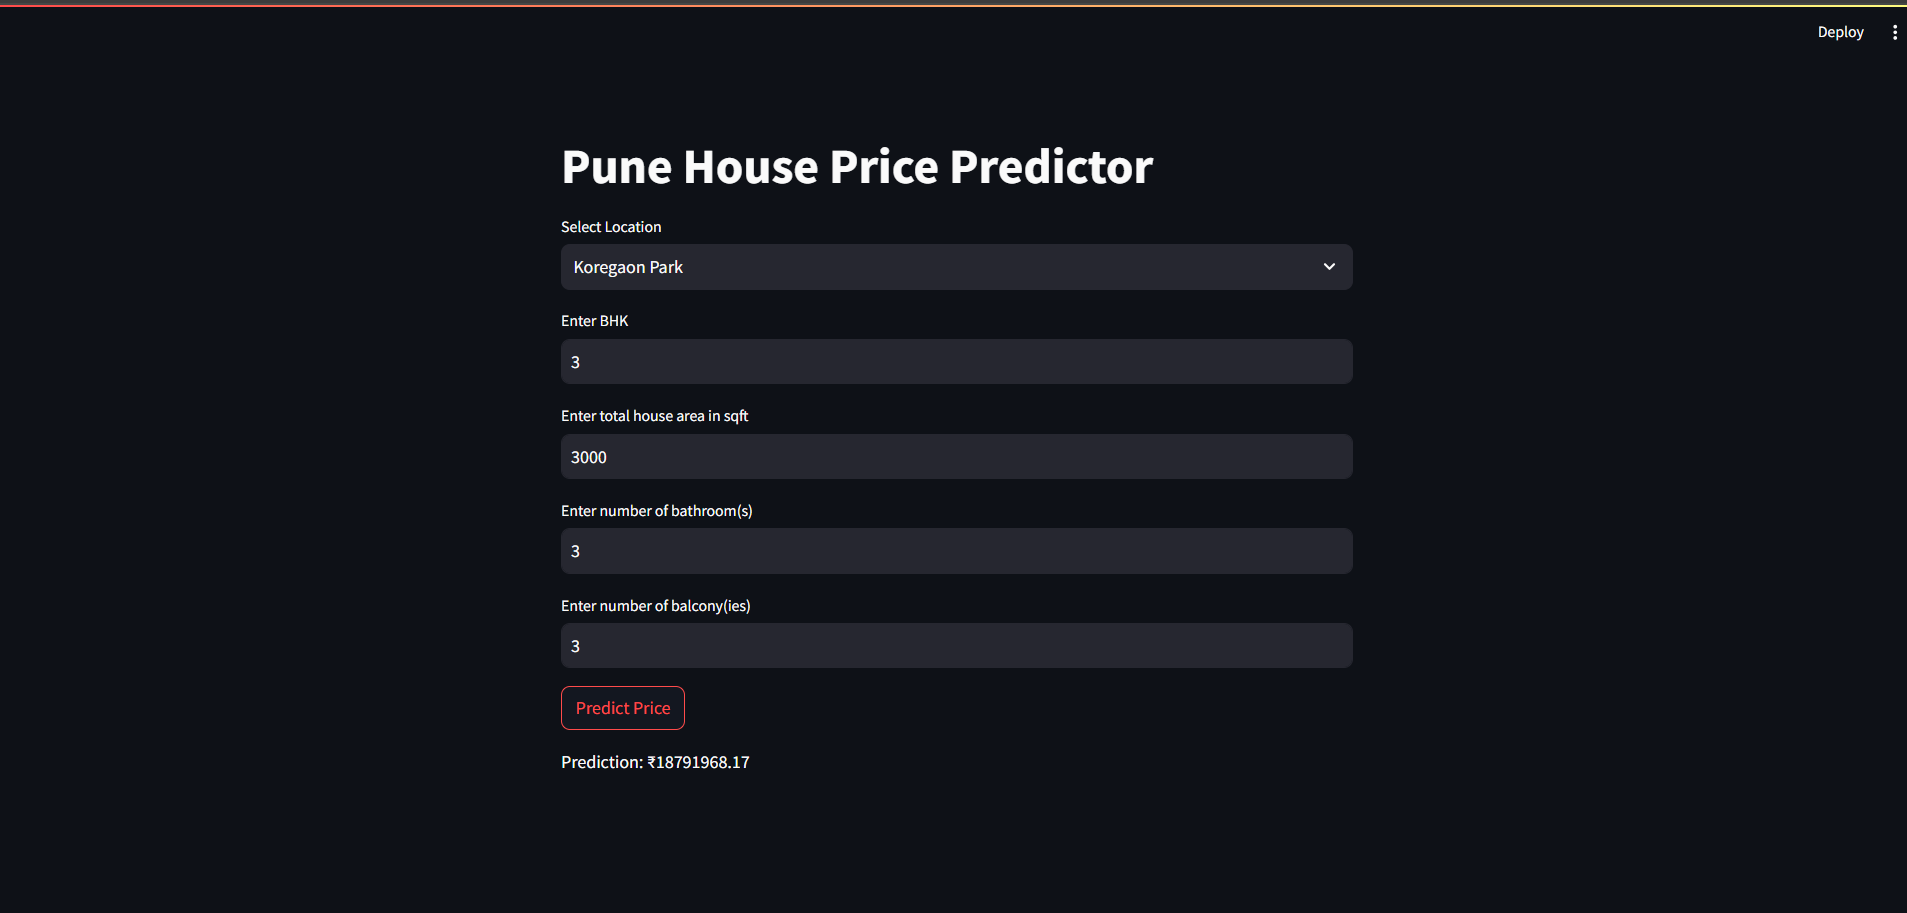 Deploy
Pune House Price Predictor
Select Location
Koregaon Park
Enter BHK
3
Enter total house area in sqft
3000
Enter number of bathroom(s)
3
Enter number of balcony(ies)
3
Predict Price
Prediction: ₹18791968.17